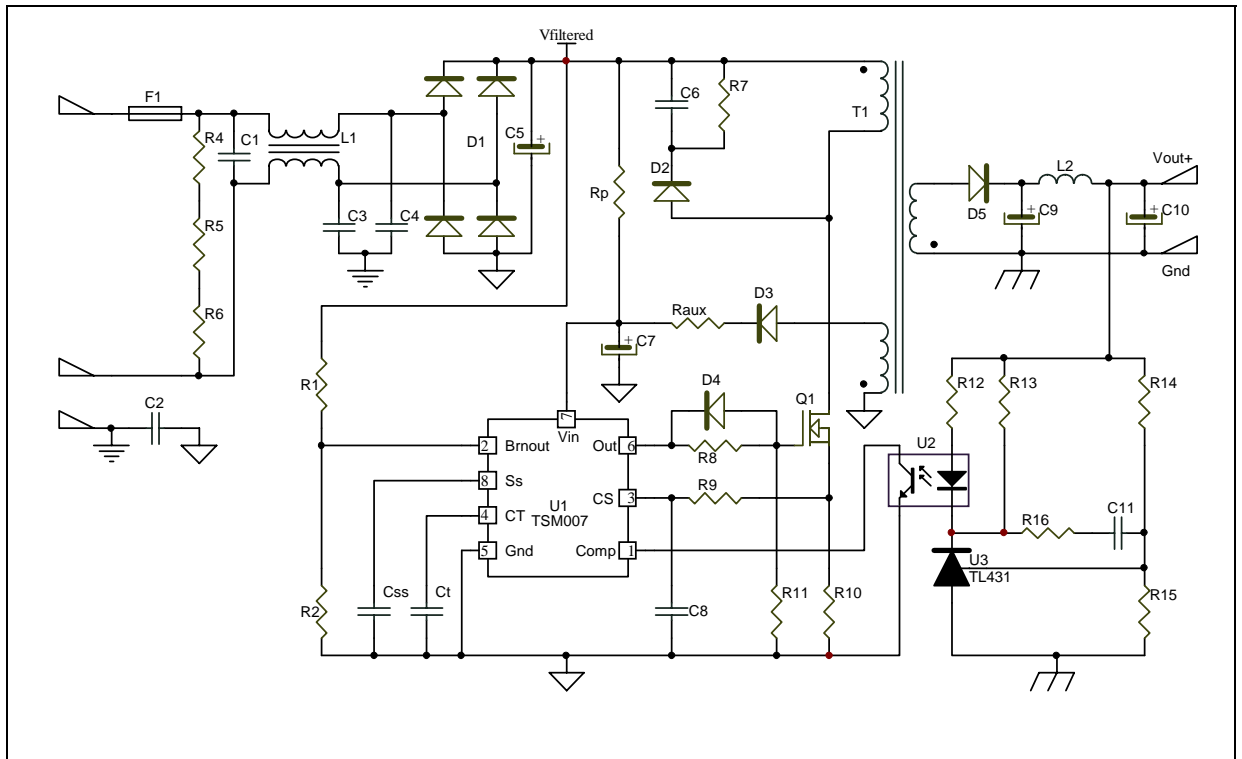 Vfiltered
F1
R4
C1
L1
D1
C5
+
C6
R7
T1
D2
Rp
R5
C3
C4
R6
L2
Vout+
D5
+
C9
+
C10
Gnd
Raux
D3
+
C7
R1
C2
D4
Q1
R12
R13
R14
7
Vin
2
Brnout
Out
6
R8
U2
8
Ss
CS
3
R9
U1
TSM007
4
CT
5
Gnd
Comp
1
R16
C11
U3
TL431
R2
Css
Ct
C8
R11
R10
R15